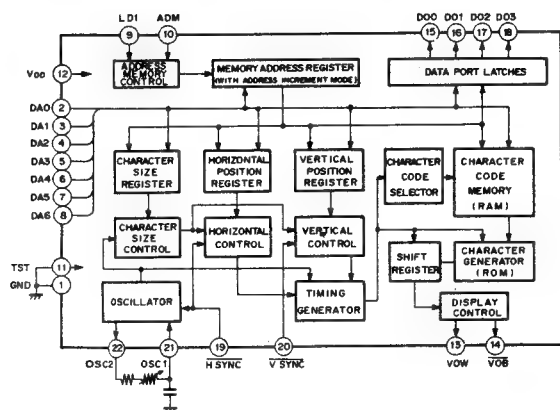 LDI ADM
9 10
DO0 DO1 DO2 DO3
15 16 17 18
ADDRESS
MEMORY
CONTROL
MEMORY ADDRESS REGISTER
(WITH ADDRESS INCREMENT MODE)
DATA PORT LATCHES
VDD 12
DA0 2
DA1 3
DA2 4
DA3 5
DA4 6
DA5 7
DA6 8
CHARACTER
SIZE
REGISTER
HORIZONTAL
POSITION
REGISTER
VERTICAL
POSITION
REGISTER
CHARACTER
CODE
SELECTOR
CHARACTER
CODE
MEMORY
(RAM)
CHARACTER
SIZE
CONTROL
HORIZONTAL
CONTROL
VERTICAL
CONTROL
SHIFT
REGISTER
CHARACTER
GENERATOR
(ROM)
TST 11
GND 1
OSCILLATOR
TIMING
GENERATOR
DISPLAY
CONTROL
22 21 19 20 13 14
OSC2 OSC1 H SYNC V SYNC VOW VOB